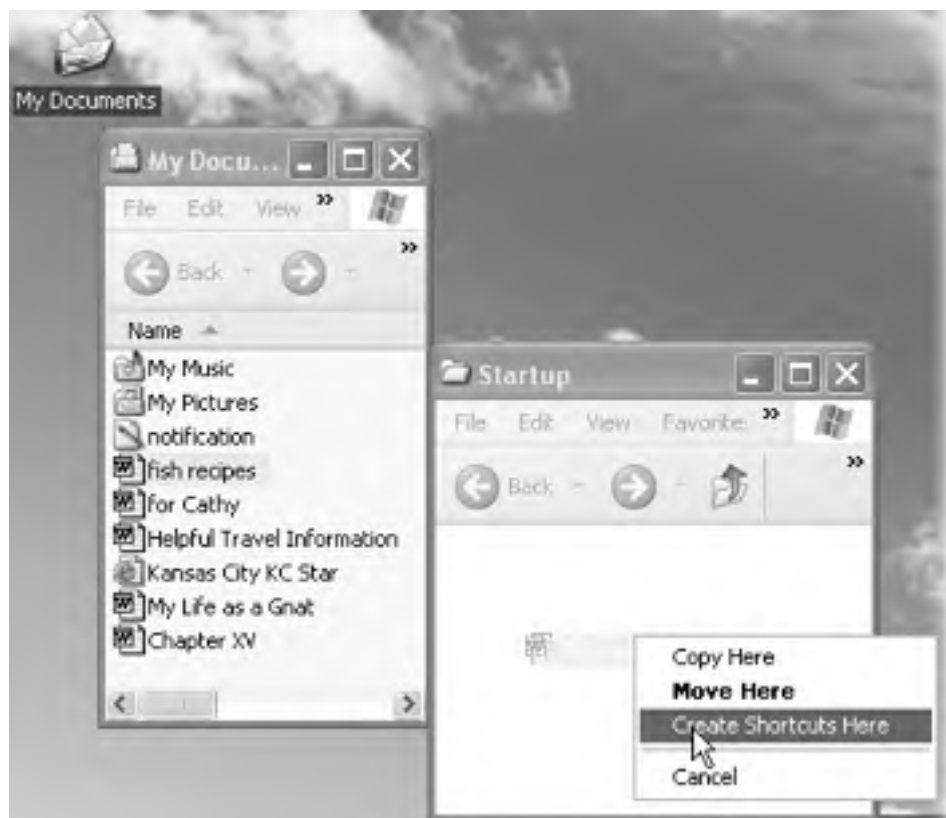 My Documents
My Docu...
File Edit View »
Back »
Name
My Music
My Pictures
notification
fish recipes
for Cathy
Helpful Travel Information
Kansas City KC Star
My Life as a Gnat
Chapter XV
Startup
File Edit View Favorite: »
Back »
Copy Here
Move Here
Create Shortcuts Here
Cancel